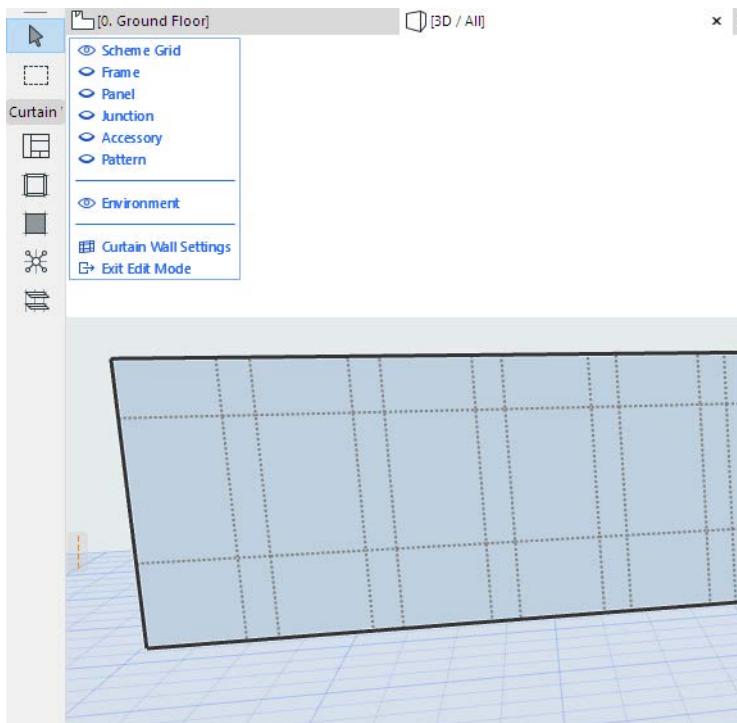 [0. Ground Floor]
[3D / All]
Scheme Grid
Frame
Panel
Junction
Accessory
Pattern
Environment
Curtain Wall Settings
Exit Edit Mode
Curtain